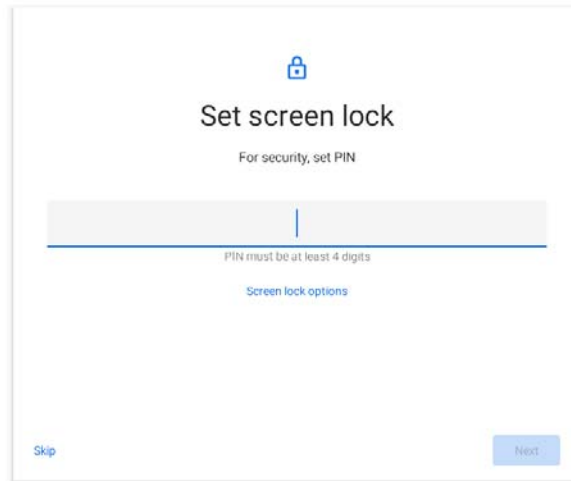 Set screen lock
For security, set PIN
PIN must be at least 4 digits
Screen lock options
Skip
Next